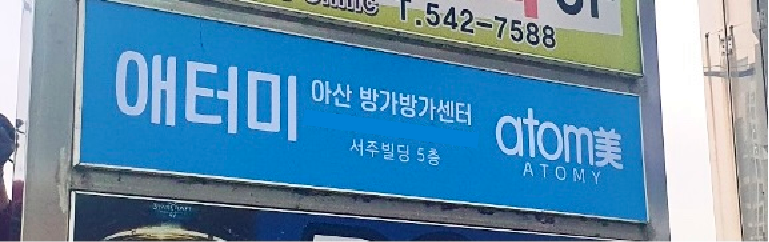 T.542-7588
애터미
아산 방가방가센터
서주빌딩 5층
atom美
ATOMY